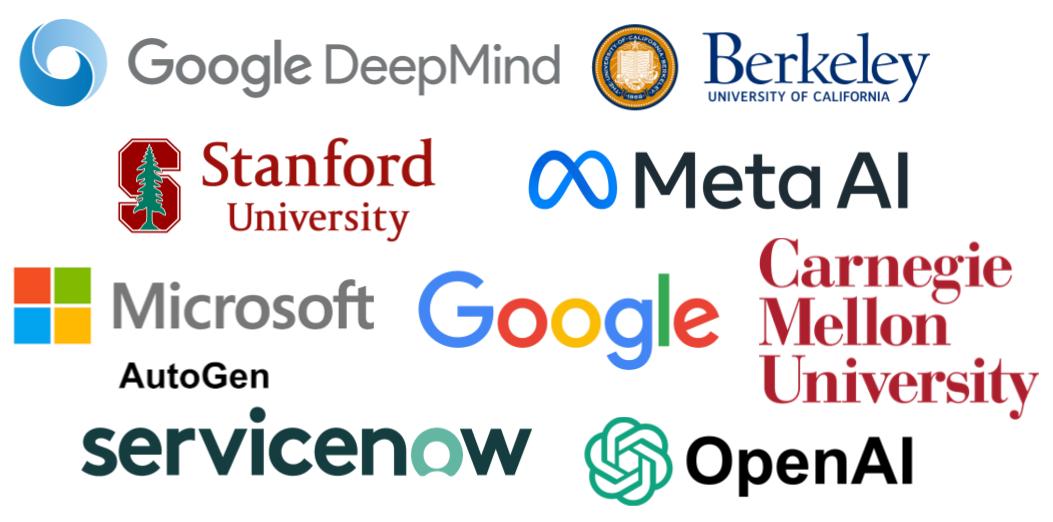 Google DeepMind
Berkeley
UNIVERSITY OF CALIFORNIA
Stanford
University
Meta AI
Microsoft
AutoGen
Google
Carnegie
Mellon
University
servicenow
OpenAI